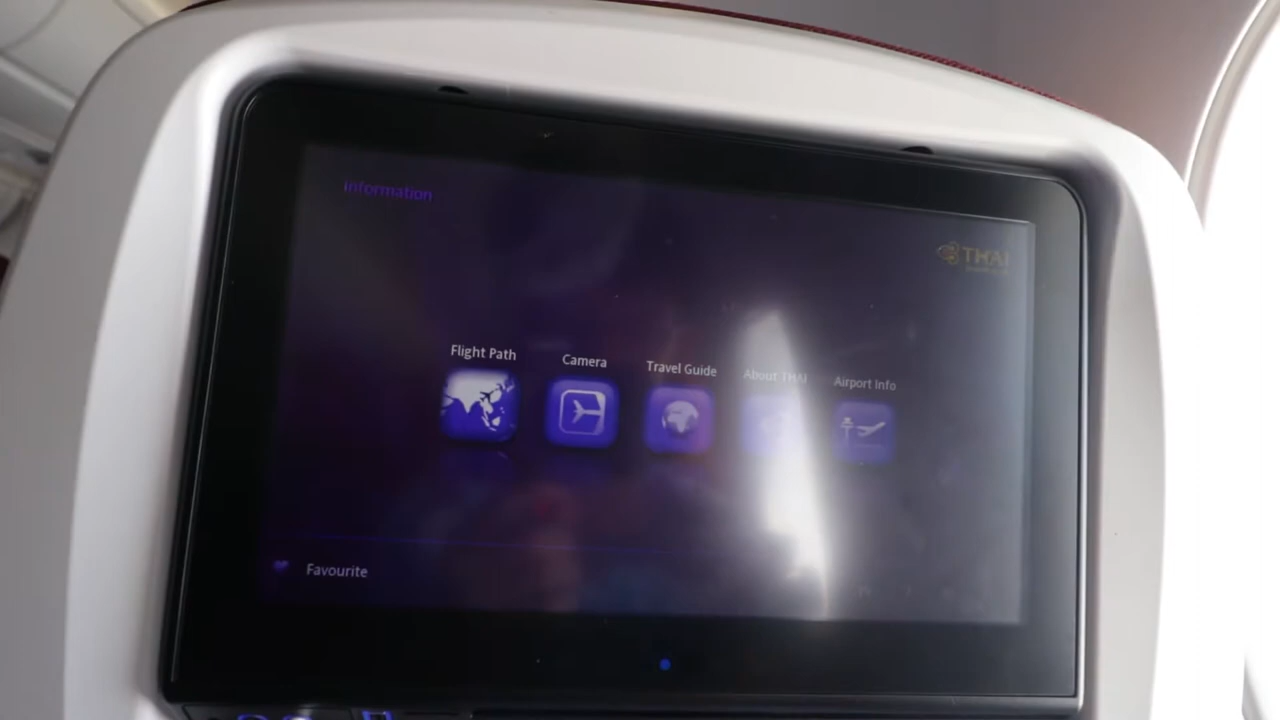 Information
THAI
Flight Path
Camera
Travel Guide
About THAI
Airport Info
Favourite